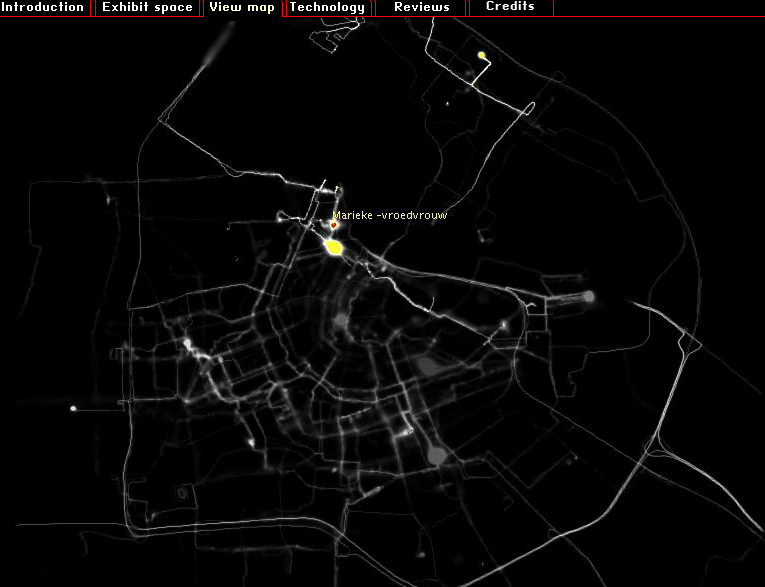 Introduction Exhibit space View map Technology Reviews Credits
Marieke -vroedvrouw